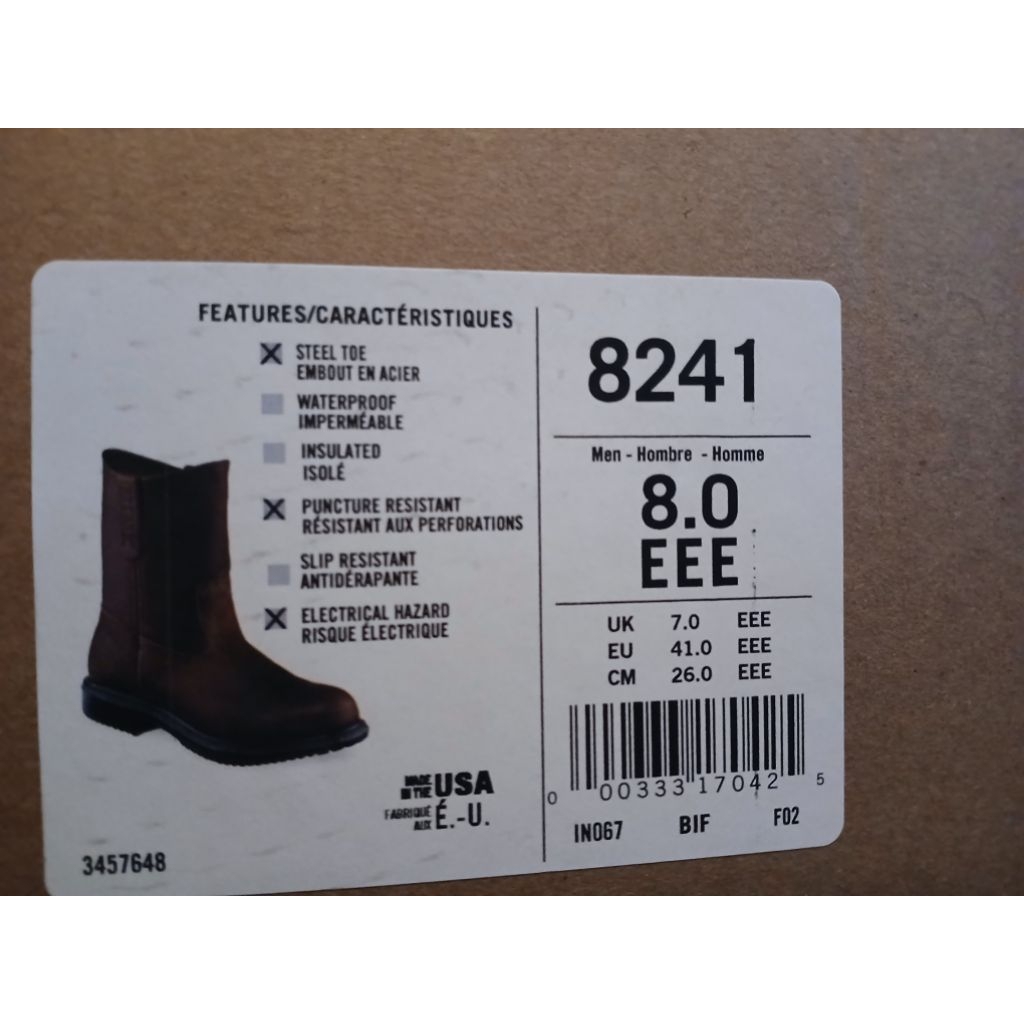 FEATURES/CARACTÉRISTIQUES
STEEL TOE
EMBOUT EN ACIER
WATERPROOF
IMPERMÉABLE
INSULATED
ISOLÉ
PUNCTURE RESISTANT
RÉSISTANT AUX PERFORATIONS
SLIP RESISTANT
ANTIDÉRAPANTE
ELECTRICAL HAZARD
RISQUE ÉLECTRIQUE
MADE IN THE USA
FABRIQUÉ AUX É.-U.
3457648
8241
Men - Hombre - Homme
8.0
EEE
UK 7.0 EEE
EU 41.0 EEE
CM 26.0 EEE
0 00333 17042 5
IN067 BIF F02